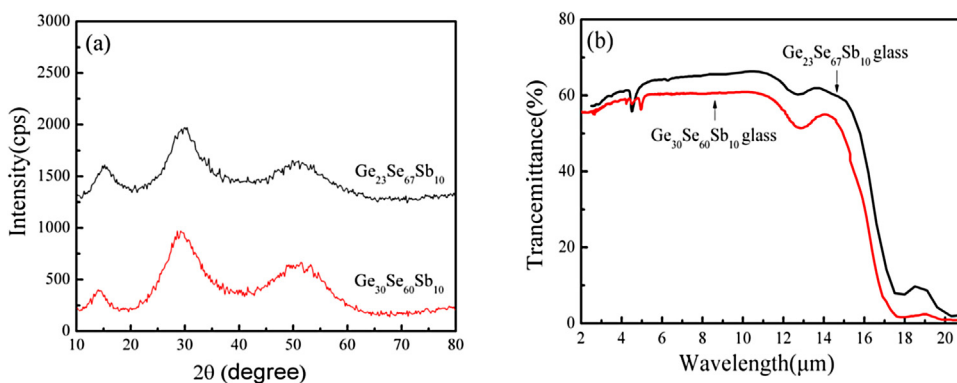 (a)
3000
2500
2000
1500
1000
500
0
Intensity(cps)
Ge23Se67Sb10
Ge30Se60Sb10
10 20 30 40 50 60 70 80
2θ (degree)
(b)
80
60
40
20
0
Trancemittance(%)
Ge23Se67Sb10 glass
Ge30Se60Sb10 glass
2 4 6 8 10 12 14 16 18 20
Wavelength(μm)